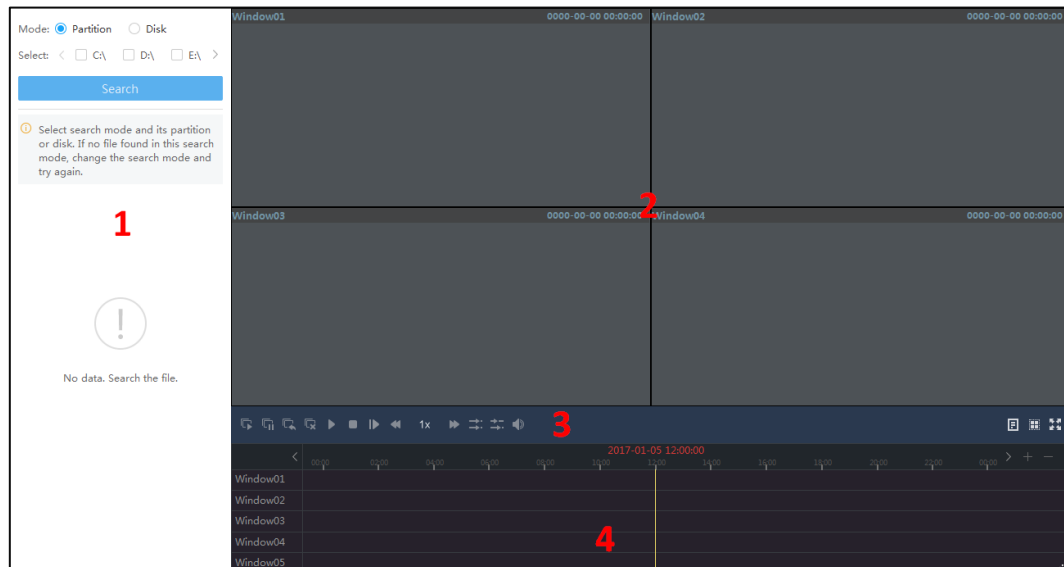 Mode: Partition Disk
Select: < C:\ D:\ E:\ >
Search
Select search mode and its partition
or disk. If no file found in this search
mode, change the search mode and
try again.
1
No data. Search the file.
Window01 0000-00-00 00:00:00
Window02 0000-00-00 00:00:00
2
Window03 0000-00-00 00:00:00
Window04 0000-00-00 00:00:00
1x
3
2017-01-05 12:00:00
00:00 02:00 04:00 06:00 08:00 10:00 12:00 14:00 16:00 18:00 20:00 22:00 00:00
Window01
Window02
Window03
Window04
4
Window05